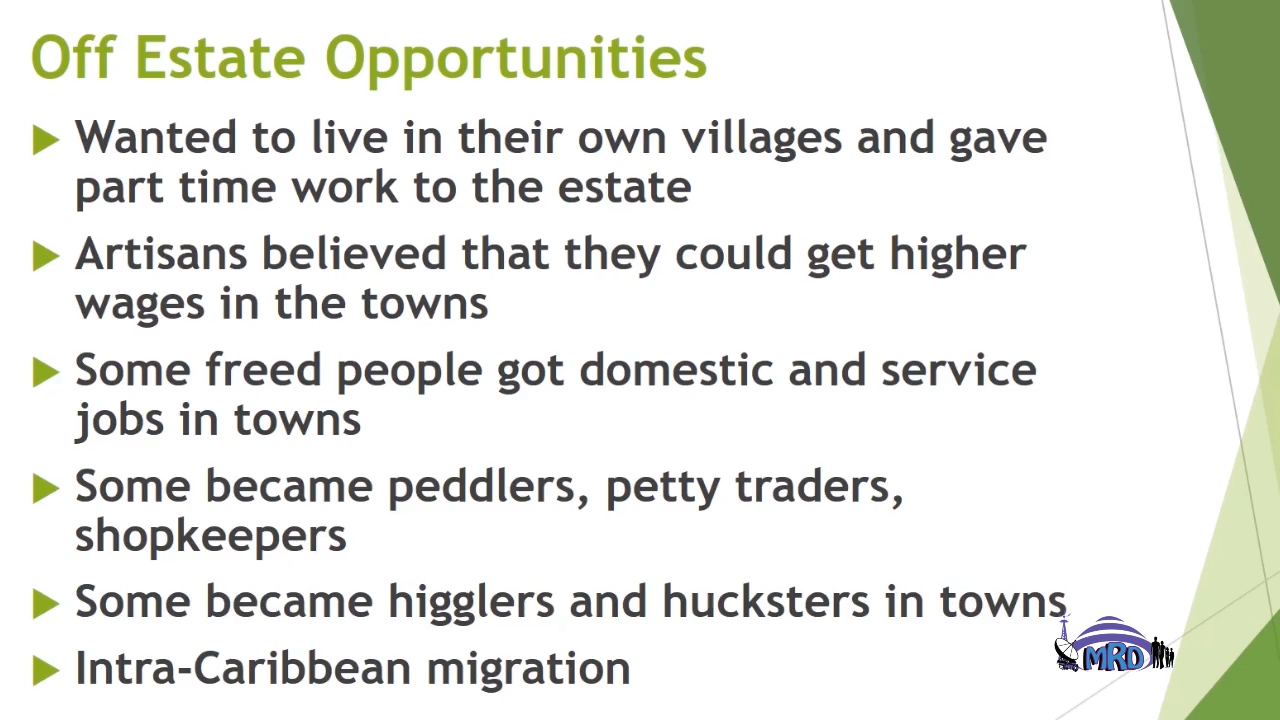 Off Estate Opportunities
Wanted to live in their own villages and gave
part time work to the estate
Artisans believed that they could get higher
wages in the towns
Some freed people got domestic and service
jobs in towns
Some became peddlers, petty traders,
shopkeepers
Some became higglers and hucksters in towns
Intra-Caribbean migration
MRD